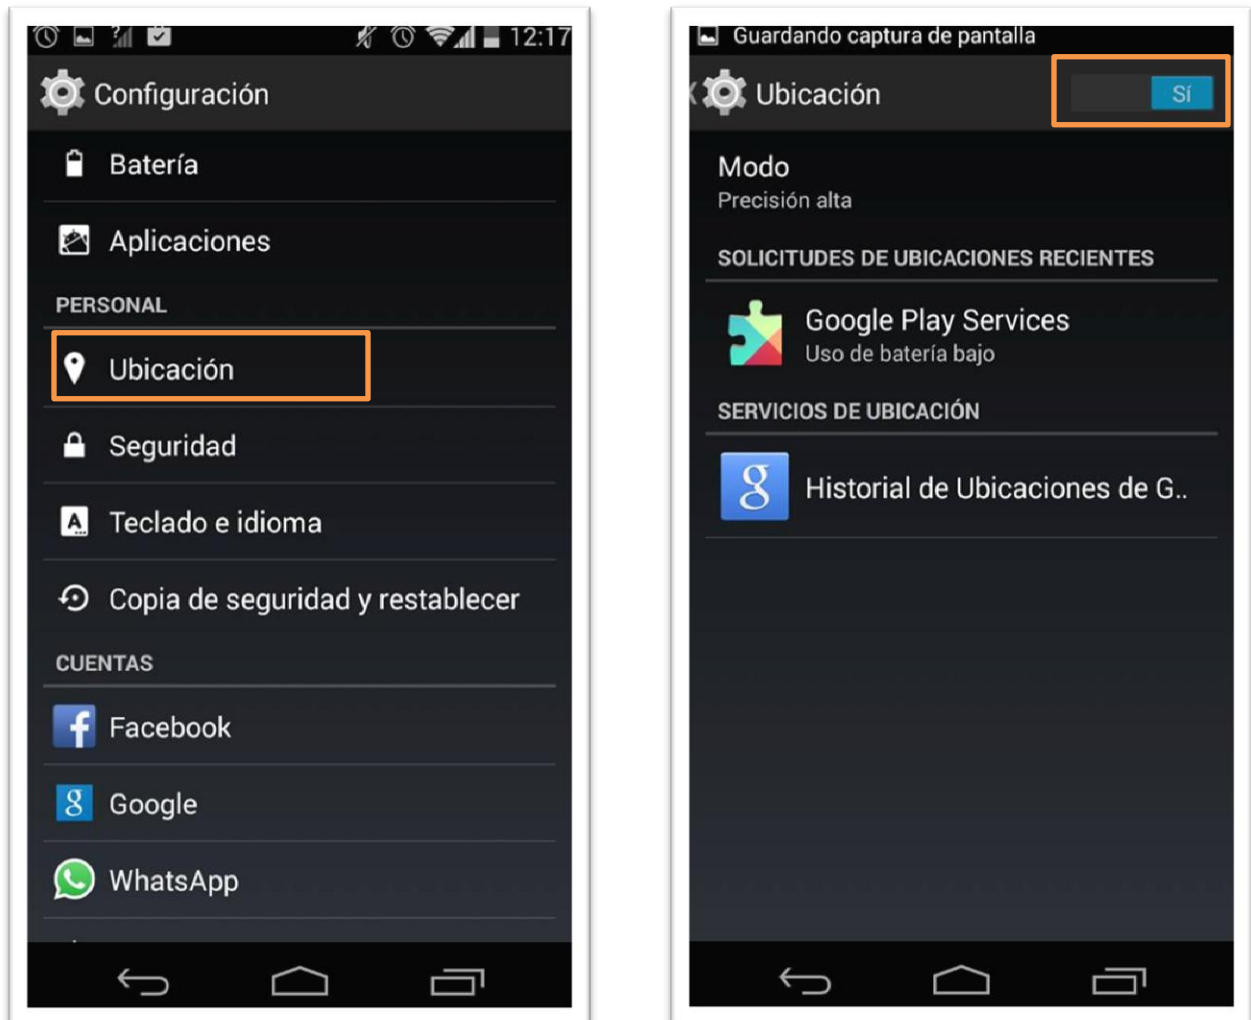 12:17
Configuración
Batería
Aplicaciones
PERSONAL
Ubicación
Seguridad
Teclado e idioma
Copia de seguridad y restablecer
CUENTAS
Facebook
Google
WhatsApp
Guardando captura de pantalla
Ubicación
Sí
Modo
Precisión alta
SOLICITUDES DE UBICACIONES RECIENTES
Google Play Services
Uso de batería bajo
SERVICIOS DE UBICACIÓN
Historial de Ubicaciones de G..